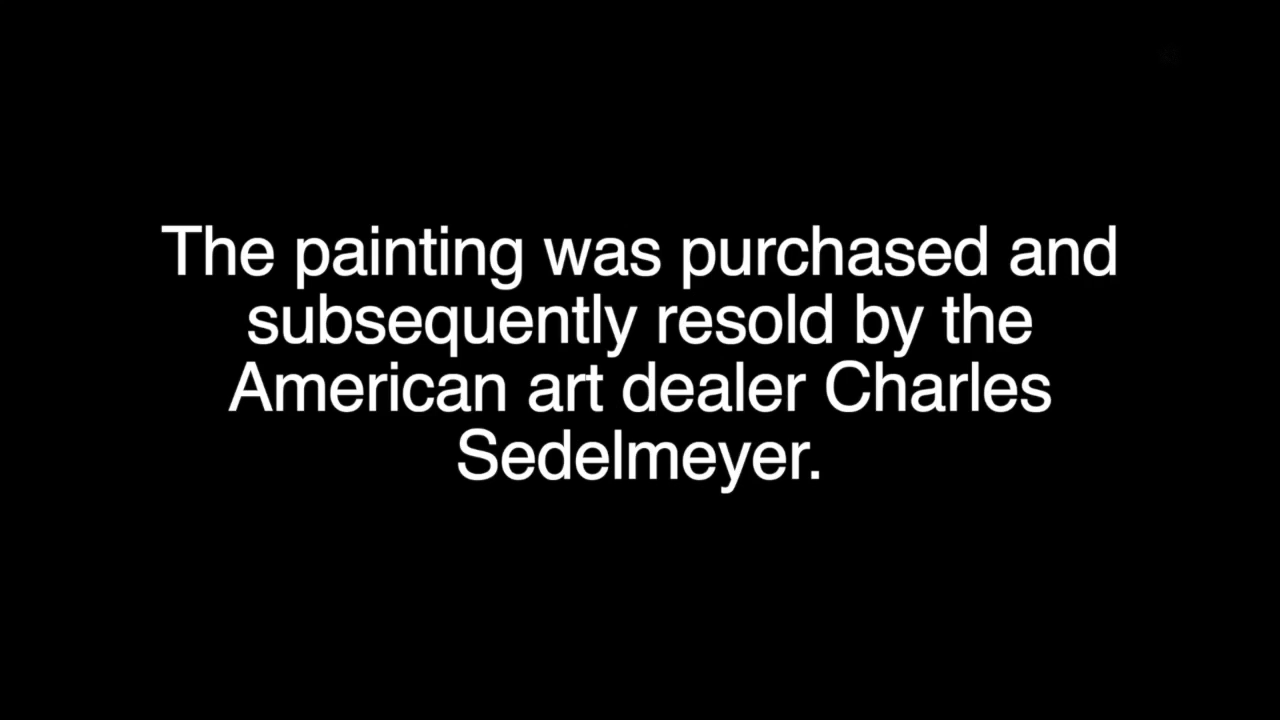 The painting was purchased and
subsequently resold by the
American art dealer Charles
Sedelmeyer.